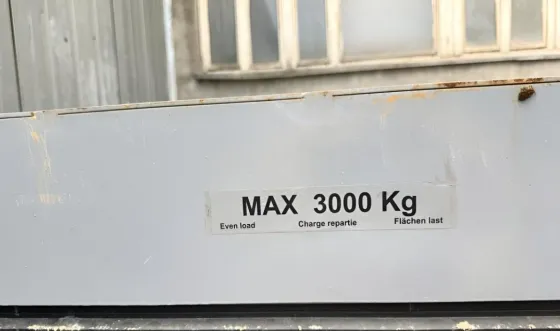 MAX 3000 Kg
Even load Charge repartie Flächen last